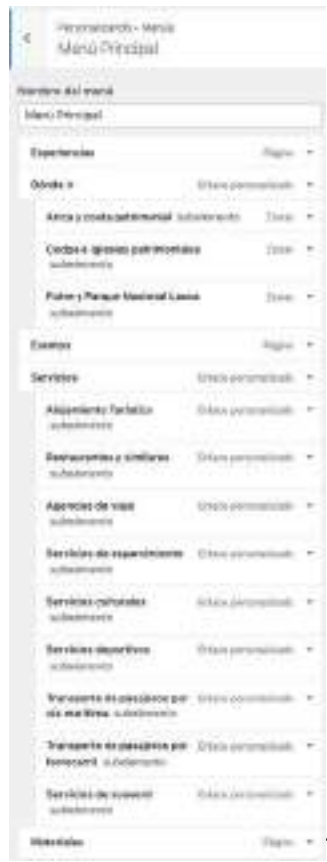 Personalizando ▸ Menús
Menú Principal
Nombre del menú
Menú Principal
Experiencias Página
Dónde ir Enlace personalizado
Arica y costa patrimonial subelemento Zonas
Codpa e iglesias patrimoniales Zonas
subelemento
Putre y Parque Nacional Lauca Zonas
subelemento
Eventos Página
Servicios Enlace personalizado
Alojamiento Turístico Enlace personalizado
subelemento
Restaurantes y similares Enlace personalizado
subelemento
Agencias de viaje Enlace personalizado
subelemento
Servicios de esparcimiento Enlace personalizado
subelemento
Servicios culturales Enlace personalizado
subelemento
Servicios deportivos Enlace personalizado
subelemento
Transporte de pasajeros por Enlace personalizado
vía marítima subelemento
Transporte de pasajeros por Enlace personalizado
ferrocarril subelemento
Servicios de souvenir Enlace personalizado
subelemento
Materiales Página